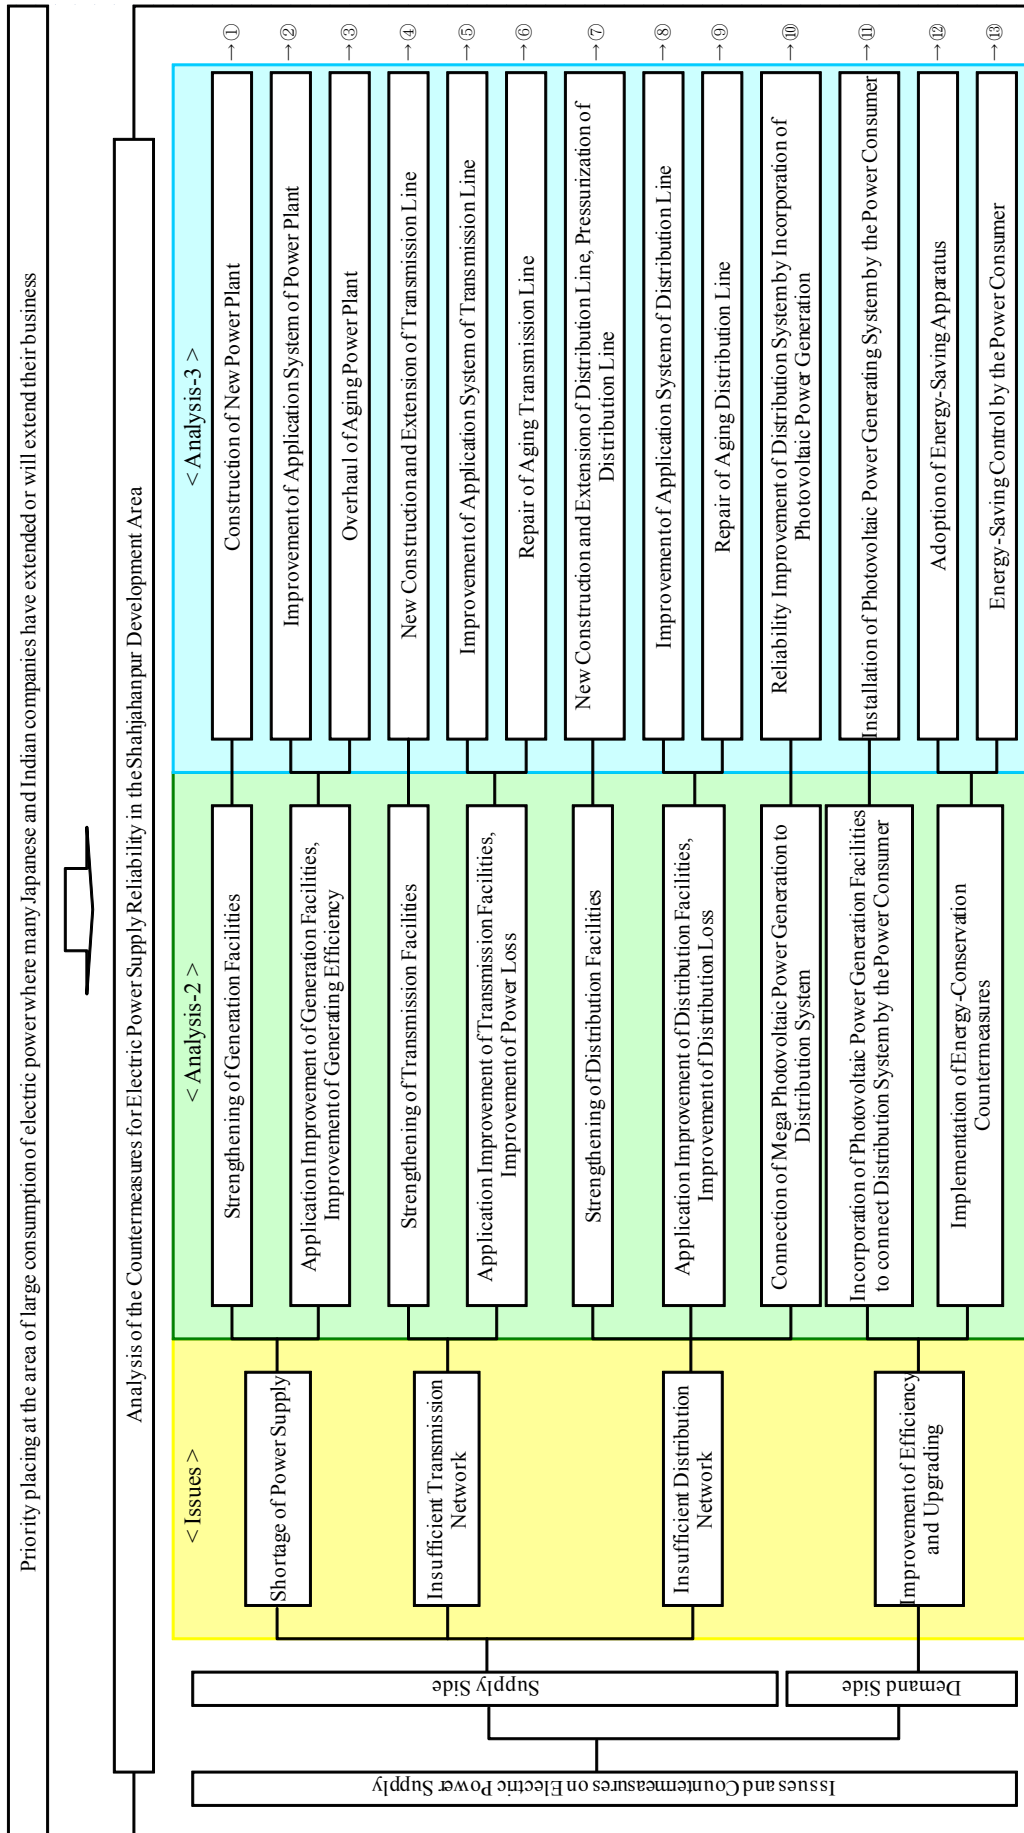 Priority placing at the area of large consumption of electric power where many Japanese and Indian companies have extended or will extend their business
Analysis of the Countermeasures for Electric Power Supply Reliability in the Shahjahanpur Development Area
Issues and Countermeasures on Electric Power Supply
Supply Side
Demand Side
< Issues >
Shortage of Power Supply
Insufficient Transmission
Network
Insufficient Distribution
Network
Improvement of Efficiency
and Upgrading
< Analysis-2 >
Strengthening of Generation Facilities
Application Improvement of Generation Facilities,
Improvement of Generating Efficiency
Strengthening of Transmission Facilities
Application Improvement of Transmission Facilities,
Improvement of Power Loss
Strengthening of Distribution Facilities
Application Improvement of Distribution Facilities,
Improvement of Distribution Loss
Connection of Mega Photovoltaic Power Generation to
Distribution System
Incorporation of Photovoltaic Power Generation Facilities
to connect Distribution System by the Power Consumer
Implementation of Energy-Conservation
Countermeasures
< Analysis-3 >
Construction of New Power Plant
→①
Improvement of Application System of Power Plant
→②
Overhaul of Aging Power Plant
→③
New Construction and Extension of Transmission Line
→④
Improvement of Application System of Transmission Line
→⑤
Repair of Aging Transmission Line
→⑥
New Construction and Extension of Distribution Line, Pressurization of
Distribution Line
→⑦
Improvement of Application System of Distribution Line
→⑧
Repair of Aging Distribution Line
→⑨
Reliability Improvement of Distribution System by Incorporation of
Photovoltaic Power Generation
→⑩
Installation of Photovoltaic Power Generating System by the Power Consumer
→⑪
Adoption of Energy-Saving Apparatus
→⑫
Energy-Saving Control by the Power Consumer
→⑬